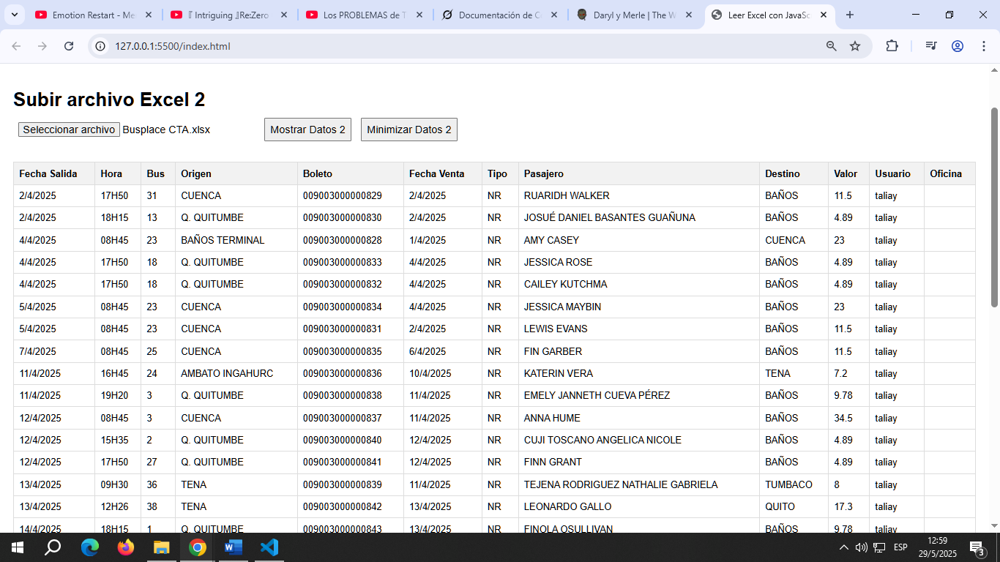 Emotion Restart - Me
『 Intriguing 』Re:Zero
Los PROBLEMAS de T
Documentación de C
Daryl y Merle | The W
Leer Excel con JavaSc
127.0.0.1:5500/index.html
Subir archivo Excel 2
Seleccionar archivo Busplace CTA.xlsx Mostrar Datos 2 Minimizar Datos 2
Fecha Salida Hora Bus Origen Boleto Fecha Venta Tipo Pasajero Destino Valor Usuario Oficina
2/4/2025 17H50 31 CUENCA 009003000000829 2/4/2025 NR RUARIDH WALKER BAÑOS 11.5 taliay
2/4/2025 18H15 13 Q. QUITUMBE 009003000000830 2/4/2025 NR JOSUÉ DANIEL BASANTES GUAÑUNA BAÑOS 4.89 taliay
4/4/2025 08H45 23 BAÑOS TERMINAL 009003000000828 1/4/2025 NR AMY CASEY CUENCA 23 taliay
4/4/2025 17H50 18 Q. QUITUMBE 009003000000833 4/4/2025 NR JESSICA ROSE BAÑOS 4.89 taliay
4/4/2025 17H50 18 Q. QUITUMBE 009003000000832 4/4/2025 NR CAILEY KUTCHMA BAÑOS 4.89 taliay
5/4/2025 08H45 23 CUENCA 009003000000834 4/4/2025 NR JESSICA MAYBIN BAÑOS 23 taliay
5/4/2025 08H45 23 CUENCA 009003000000831 2/4/2025 NR LEWIS EVANS BAÑOS 11.5 taliay
7/4/2025 08H45 25 CUENCA 009003000000835 6/4/2025 NR FIN GARBER BAÑOS 11.5 taliay
11/4/2025 16H45 24 AMBATO INGAHURC 009003000000836 10/4/2025 NR KATERIN VERA TENA 7.2 taliay
11/4/2025 19H20 3 Q. QUITUMBE 009003000000838 11/4/2025 NR EMELY JANNETH CUEVA PÉREZ BAÑOS 9.78 taliay
12/4/2025 08H45 3 CUENCA 009003000000837 11/4/2025 NR ANNA HUME BAÑOS 34.5 taliay
12/4/2025 15H35 2 Q. QUITUMBE 009003000000840 12/4/2025 NR CUJI TOSCANO ANGELICA NICOLE BAÑOS 4.89 taliay
12/4/2025 17H50 27 Q. QUITUMBE 009003000000841 12/4/2025 NR FINN GRANT BAÑOS 4.89 taliay
13/4/2025 09H30 36 TENA 009003000000839 11/4/2025 NR TEJENA RODRIGUEZ NATHALIE GABRIELA TUMBACO 8 taliay
13/4/2025 12H26 38 TENA 009003000000842 13/4/2025 NR LEONARDO GALLO QUITO 17.3 taliay
14/4/2025 18H15 1 Q. QUITUMBE 009003000000843 13/4/2025 NR FINOLA OSULLIVAN BAÑOS 9.78 taliay
ESP
12:59
29/5/2025
3